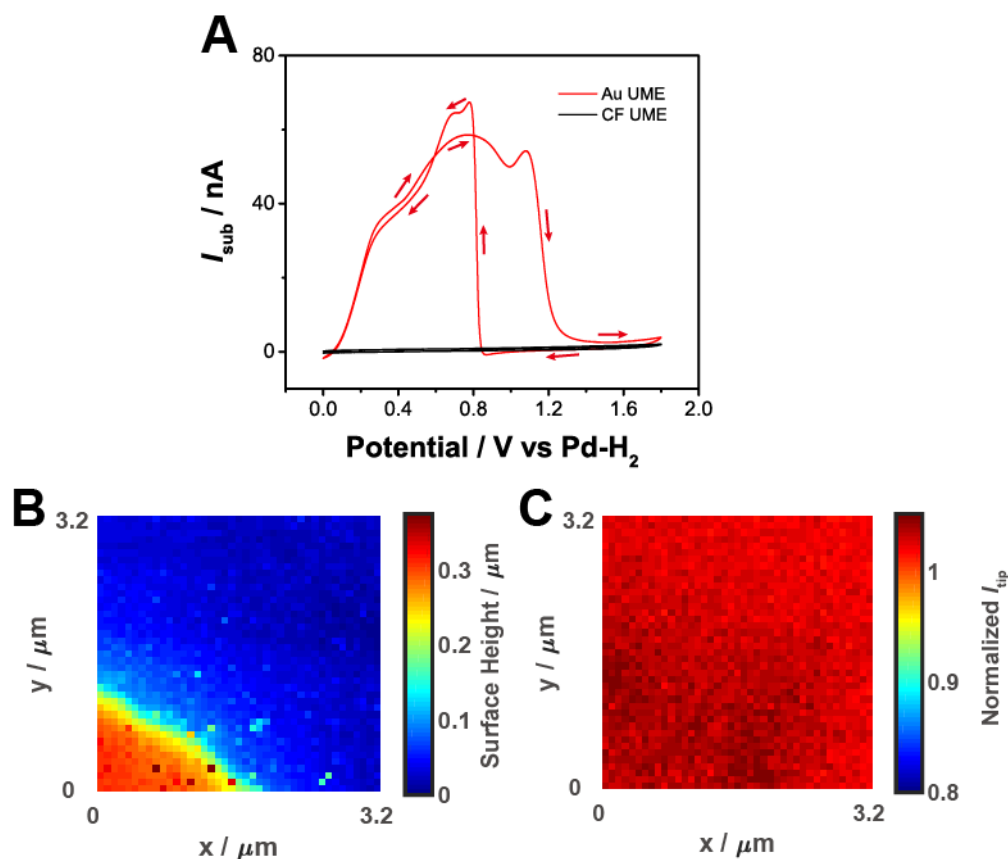 A
80
40
0
I_sub / nA
Au UME
CF UME
0.0 0.4 0.8 1.2 1.6 2.0
Potential / V vs Pd-H₂
B
3.2
y / μm
0
0 3.2
x / μm
0.3
0.2
0.1
0
Surface Height / μm
C
3.2
y / μm
0
0 3.2
x / μm
1
0.9
0.8
Normalized I_tip